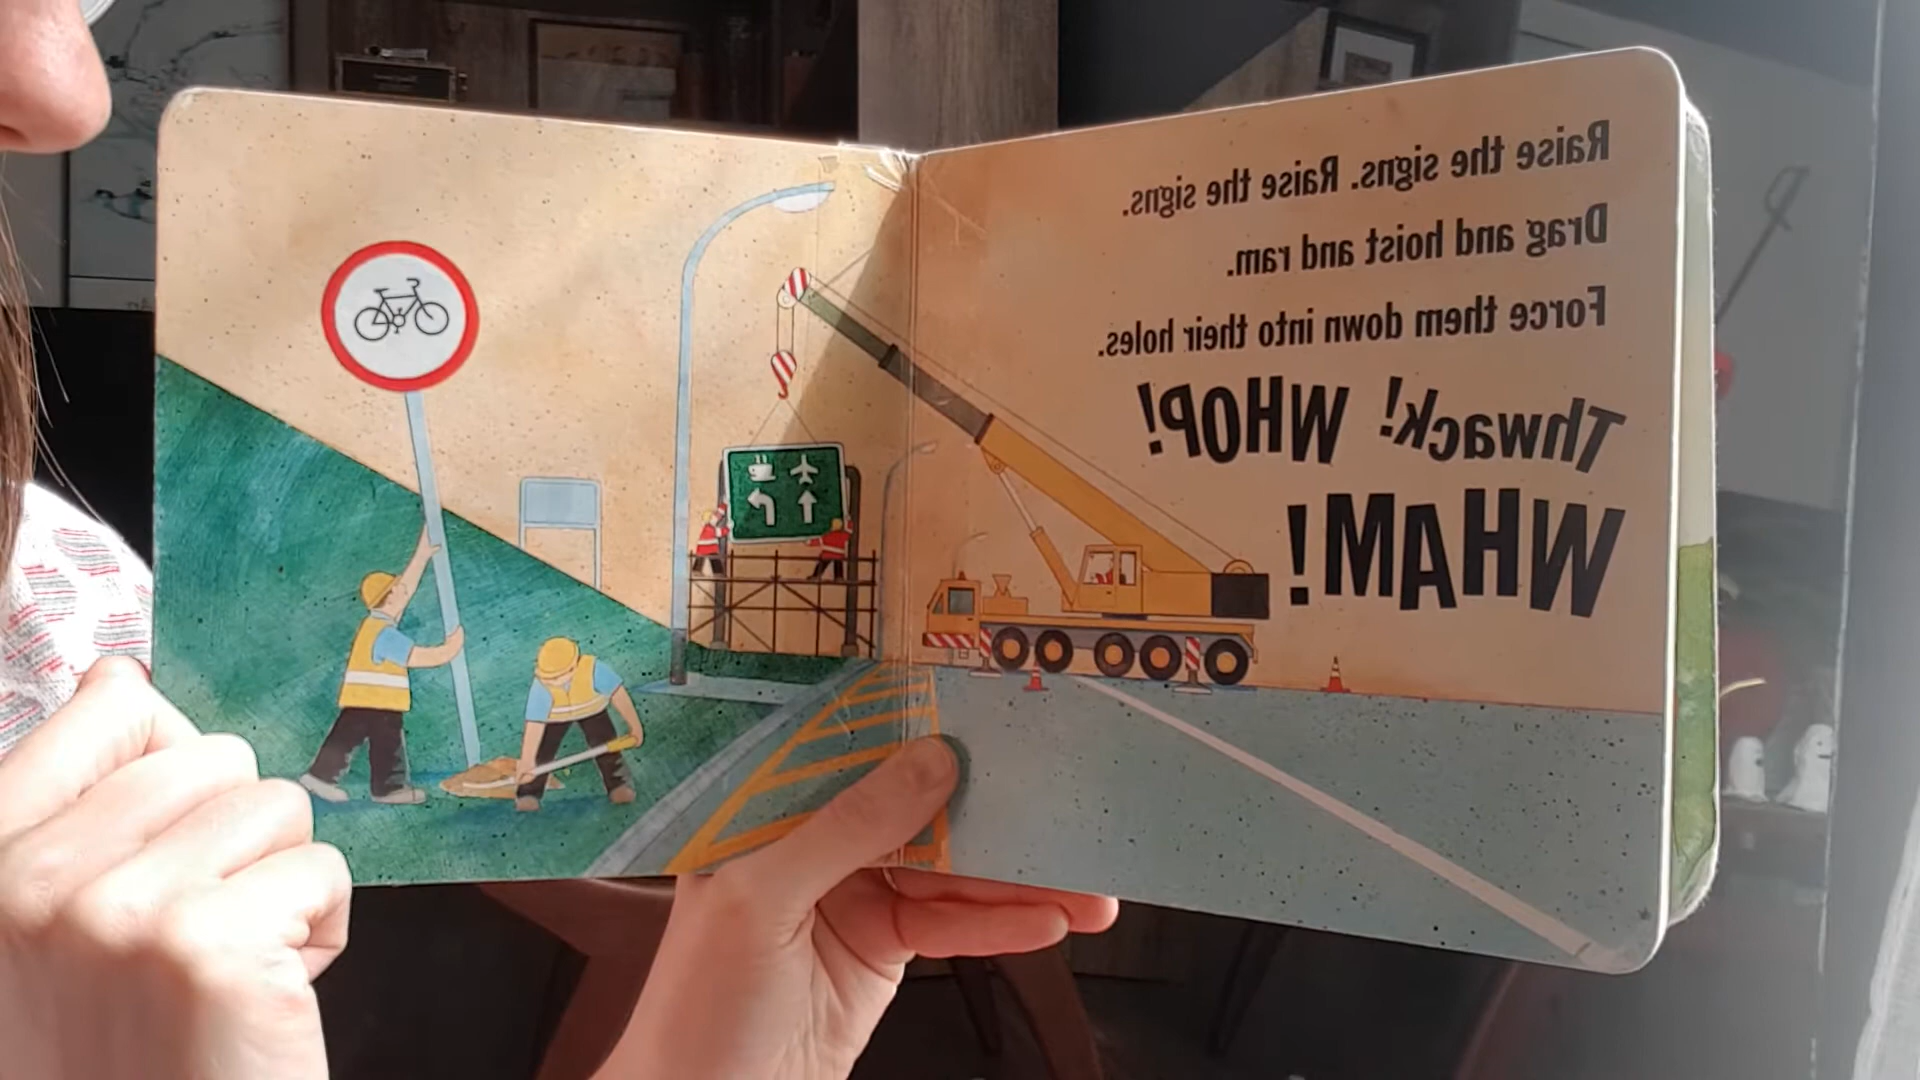 Raise the signs. Raise the signs.
Drag and hoist and ram.
Force them down into their holes.
Thwack! WHOP!
WHAM!